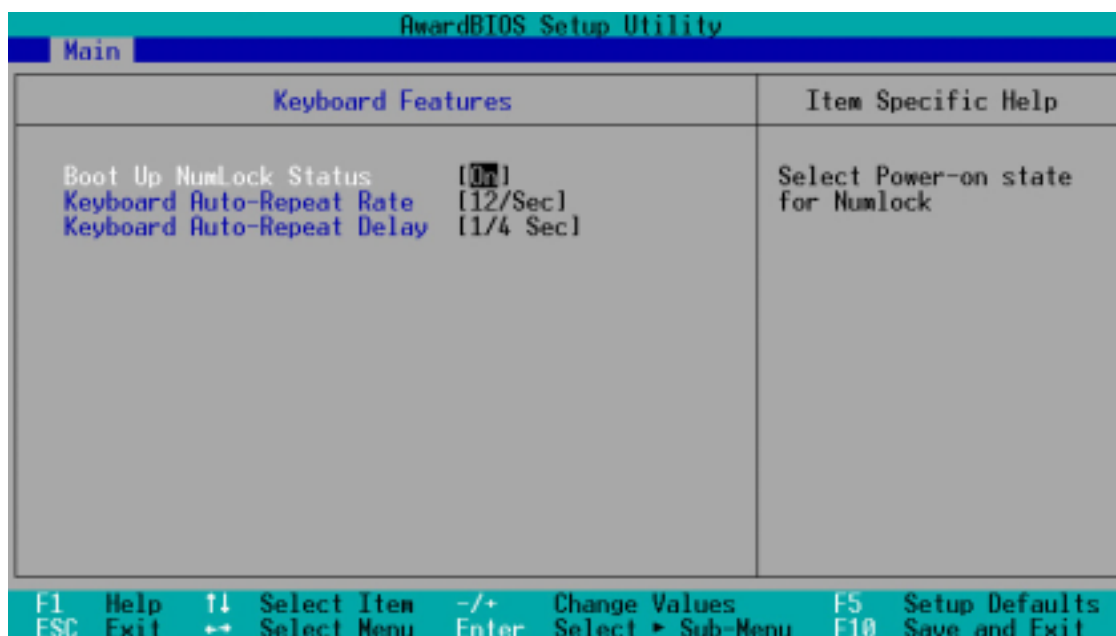 AwardBIOS Setup Utility
Main
Keyboard Features
Item Specific Help
Boot Up NumLock Status [On]
Keyboard Auto-Repeat Rate [12/Sec]
Keyboard Auto-Repeat Delay [1/4 Sec]
Select Power-on state
for Numlock
F1 Help ↑↓ Select Item -/+ Change Values F5 Setup Defaults
ESC Exit ←→ Select Menu Enter Select ► Sub-Menu F10 Save and Exit